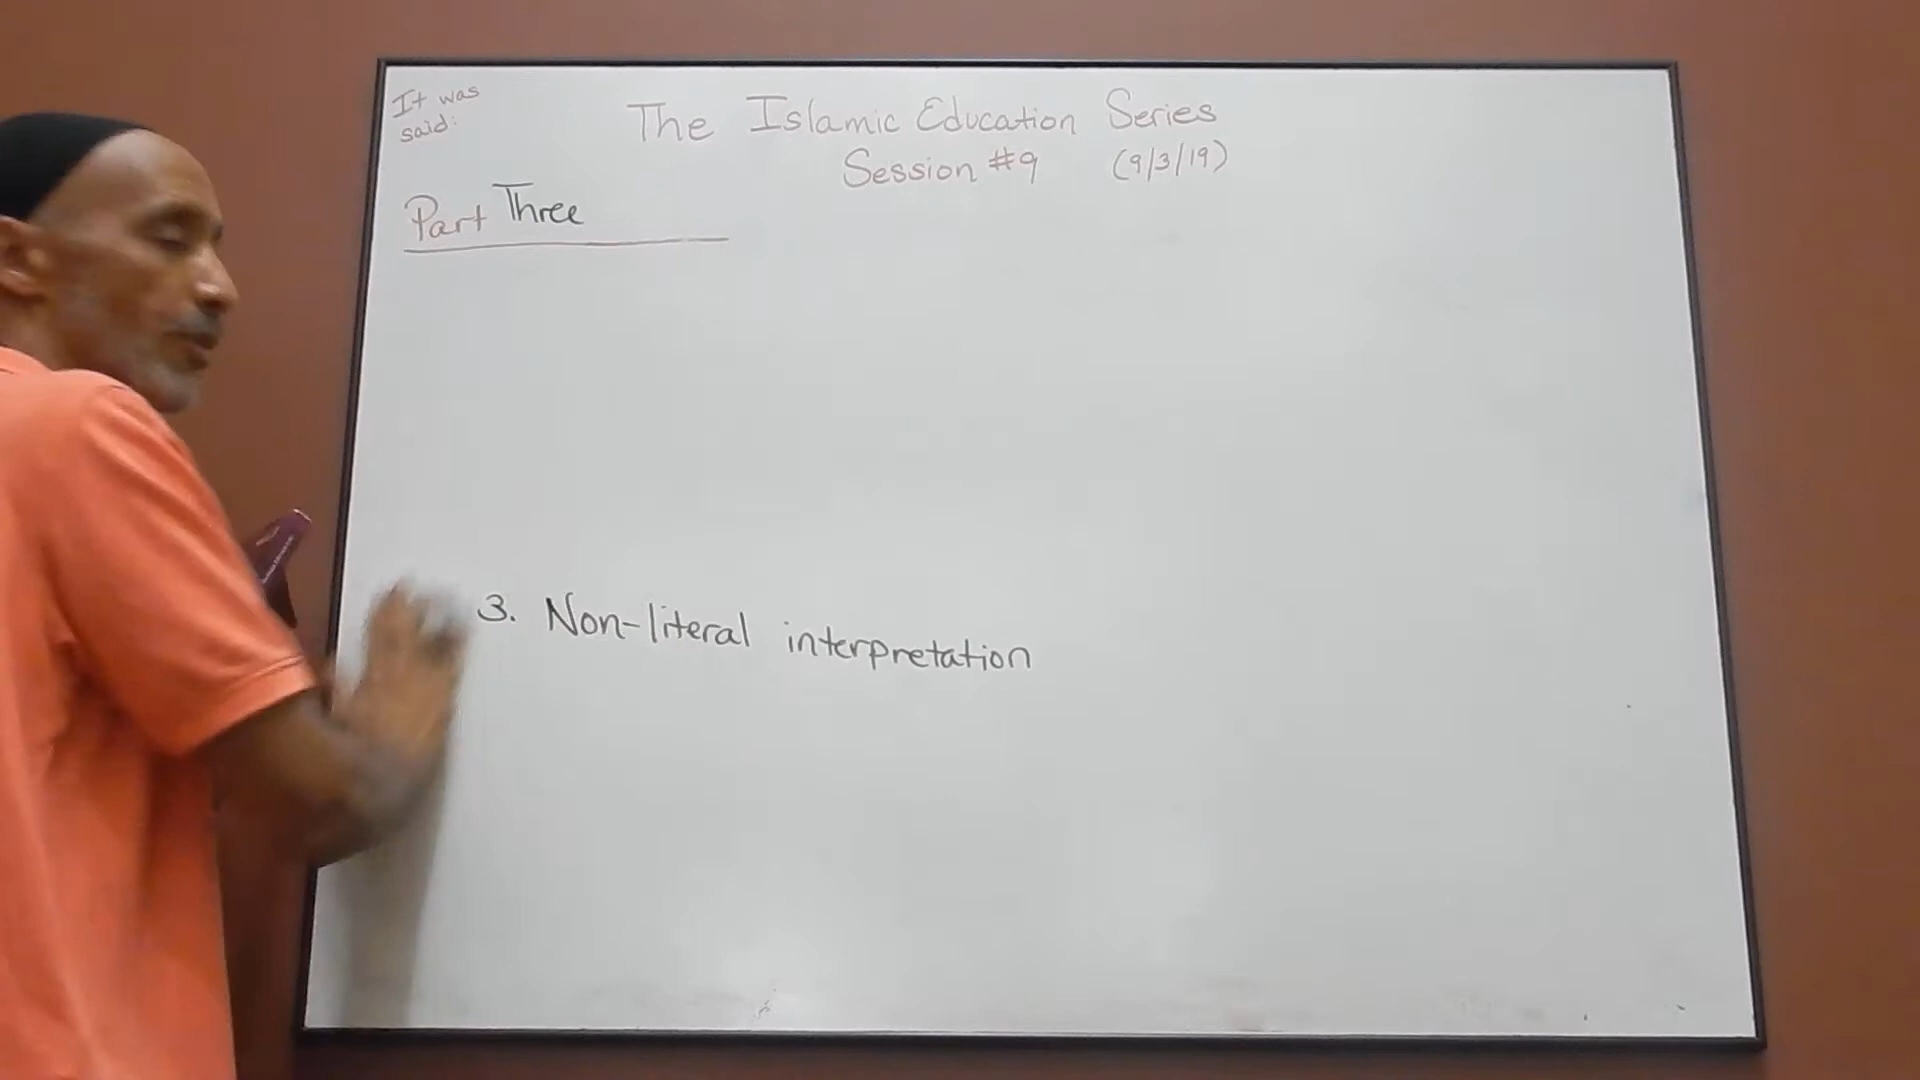 It was
said:
The Islamic Education Series
Session #9 (9/3/19)
Part Three
3. Non-literal interpretation